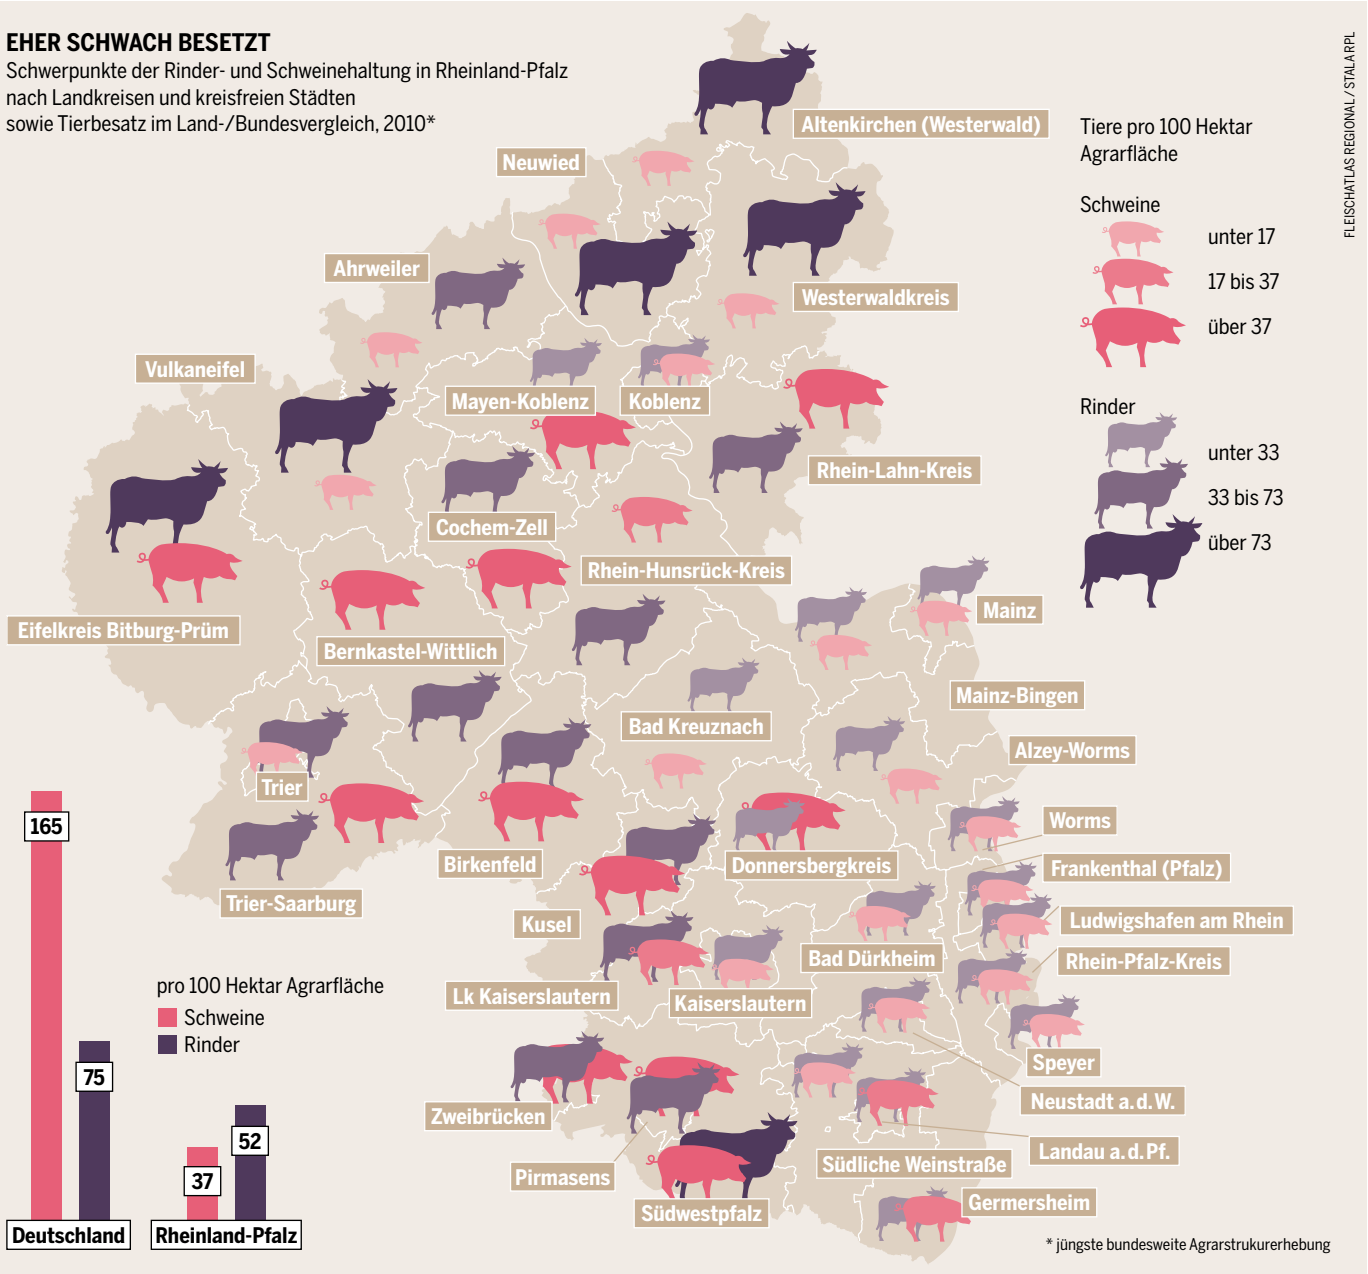 EHER SCHWACH BESETZT
Schwerpunkte der Rinder- und Schweinehaltung in Rheinland-Pfalz
nach Landkreisen und kreisfreien Städten
sowie Tierbesatz im Land-/Bundesvergleich, 2010*
FLEISCHATLAS REGIONAL / STALA RPL
Tiere pro 100 Hektar
Agrarfläche
Schweine
unter 17
17 bis 37
über 37
Rinder
unter 33
33 bis 73
über 73
Altenkirchen (Westerwald)
Neuwied
Ahrweiler
Westerwaldkreis
Vulkaneifel
Mayen-Koblenz
Koblenz
Rhein-Lahn-Kreis
Cochem-Zell
Rhein-Hunsrück-Kreis
Mainz
Eifelkreis Bitburg-Prüm
Bernkastel-Wittlich
Mainz-Bingen
Bad Kreuznach
Alzey-Worms
Trier
Worms
Birkenfeld
Donnersbergkreis
Frankenthal (Pfalz)
Trier-Saarburg
Kusel
Ludwigshafen am Rhein
Bad Dürkheim
Rhein-Pfalz-Kreis
Lk Kaiserslautern
Kaiserslautern
Speyer
Neustadt a.d.W.
Zweibrücken
Landau a.d.Pf.
Pirmasens
Südliche Weinstraße
Südwestpfalz
Germersheim
pro 100 Hektar Agrarfläche
Schweine
Rinder
165
75
37
52
Deutschland
Rheinland-Pfalz
* jüngste bundesweite Agrarstrukurerhebung